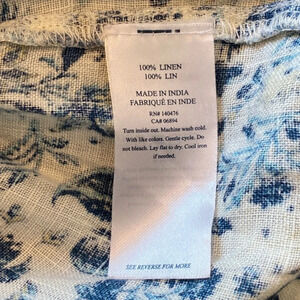 100% LINEN
100% LIN
MADE IN INDIA
FABRIQUÉ EN INDE
RN# 140476
CA# 06894
Turn inside out. Machine wash cold.
With like colors. Gentle cycle. Do
not bleach. Lay flat to dry. Cool iron
if needed.
SEE REVERSE FOR MORE